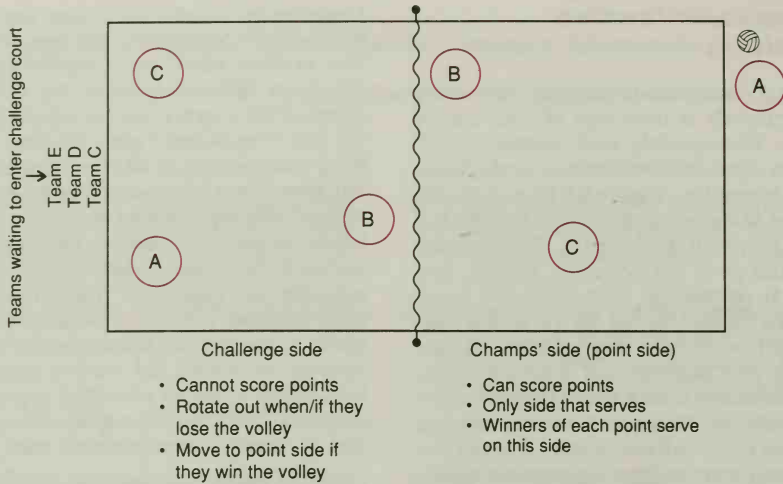 Teams waiting to enter challenge court
Team E
Team D
Team C
C
A
B
B
C
A
Challenge side
• Cannot score points
• Rotate out when/if they
lose the volley
• Move to point side if
they win the volley
Champs' side (point side)
• Can score points
• Only side that serves
• Winners of each point serve
on this side